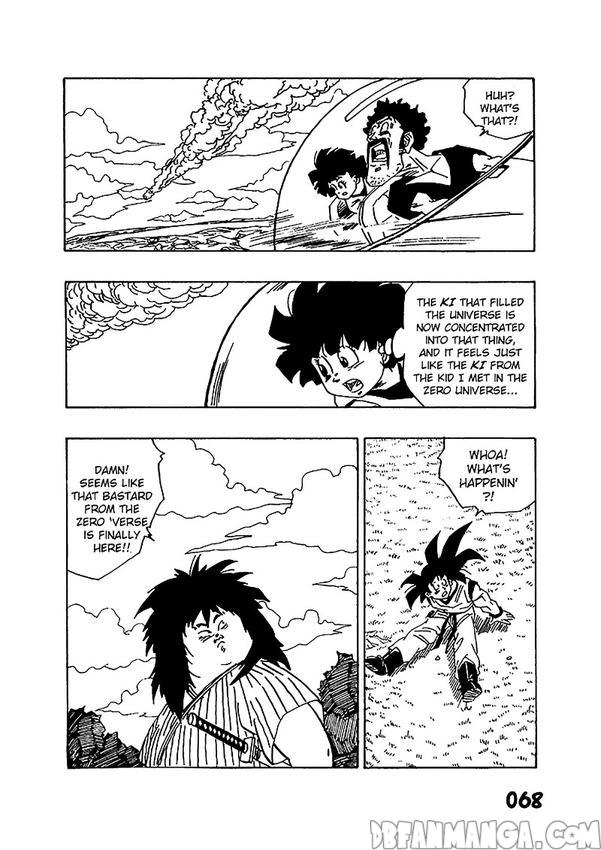 HUH?
WHAT'S
THAT?!
THE KI THAT FILLED
THE UNIVERSE IS
NOW CONCENTRATED
INTO THAT THING,
AND IT FEELS JUST
LIKE THE KI FROM
THE KID I MET IN THE
ZERO UNIVERSE...
DAMN!
SEEMS LIKE
THAT BASTARD
FROM THE
ZERO 'VERSE
IS FINALLY
HERE!!
WHOA!
WHAT'S
HAPPENIN'
?!
068
DBFANMANGA.COM